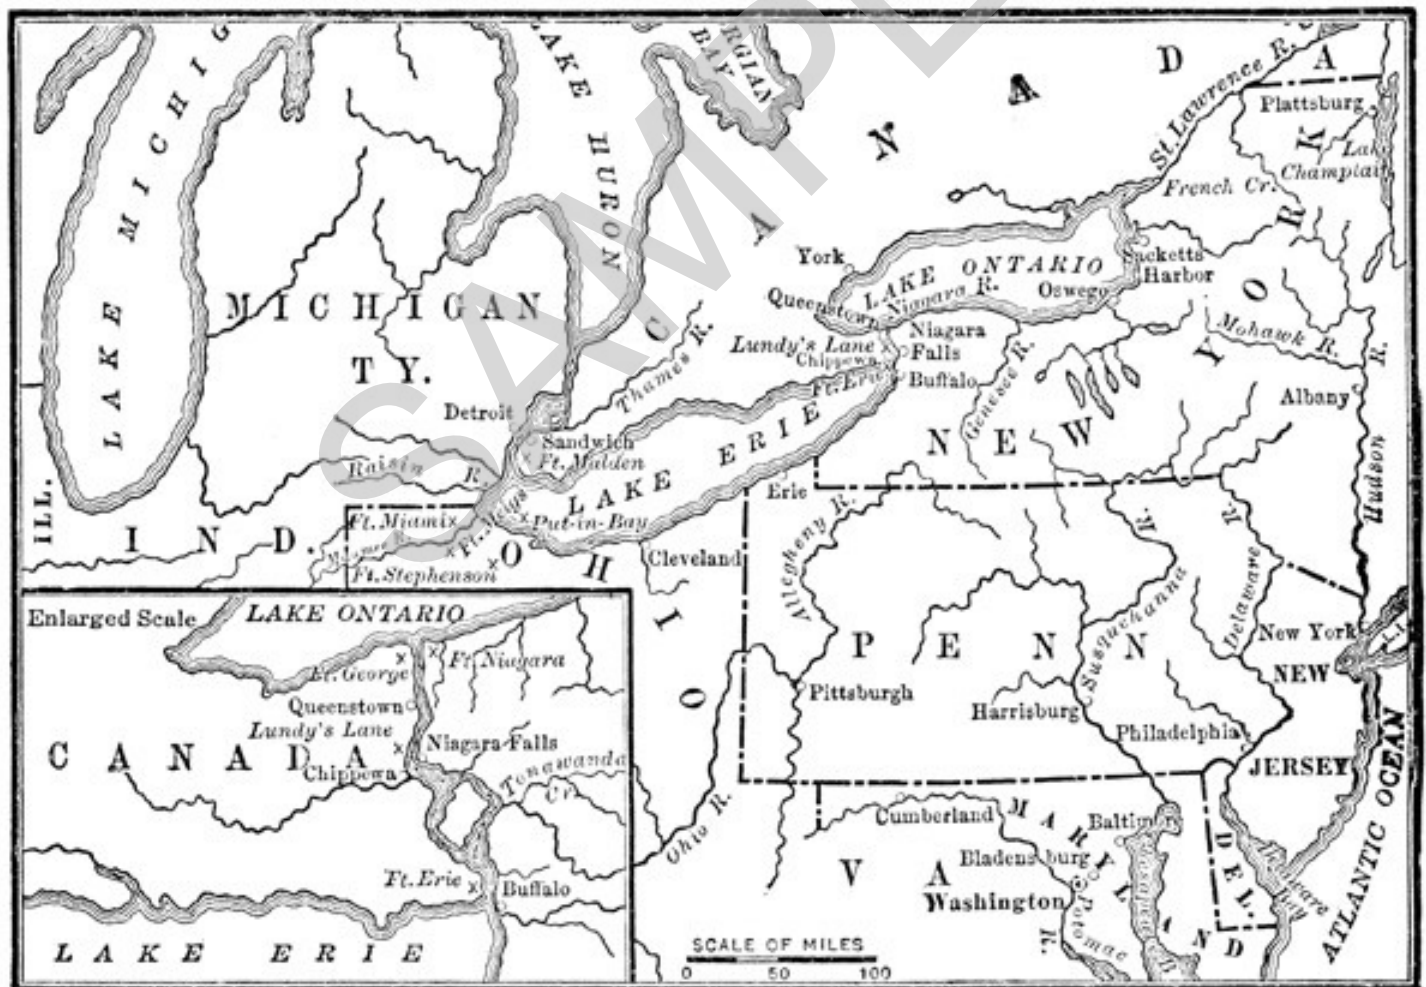 LAKE MICHIG
LAKE HURON
RGIAN
BAY
CANADA
St. Lawrence R.
Plattsburg
Lake
Champlain
French Cr.
York
LAKE ONTARIO
Sacketts
Harbor
Queenstown
Niagara R.
Oswego
MICHIGAN
TY.
Thames R.
Lundy's Lane
Chippewa
Niagara
Falls
Ft. Erie
Buffalo
Genesee R.
Mohawk R.
NEW YORK
Albany
Hudson R.
Detroit
Sandwich
Ft. Malden
LAKE ERIE
Raisin R.
Erie
Allegheny R.
ILL.
IND.
Ft. Miami
Ft. Meigs
Put-in-Bay
Ft. Stephenson
OHIO
Cleveland
Susquehanna R.
Delaware R.
New York
L.I.
PENN
NEW
JERSEY
Pittsburgh
Harrisburg
Philadelphia
ATLANTIC OCEAN
Ohio R.
Cumberland
MARYLAND
Baltimore
Bladensburg
VA
Washington
Potomac R.
DEL.
Delaware
Bay
SCALE OF MILES
0 50 100
Enlarged Scale
LAKE ONTARIO
Ft. George
Ft. Niagara
Queenstown
Lundy's Lane
CANADA
Niagara Falls
Chippewa
Tonawanda
Cr.
Ft. Erie
Buffalo
LAKE ERIE
SAMPLE